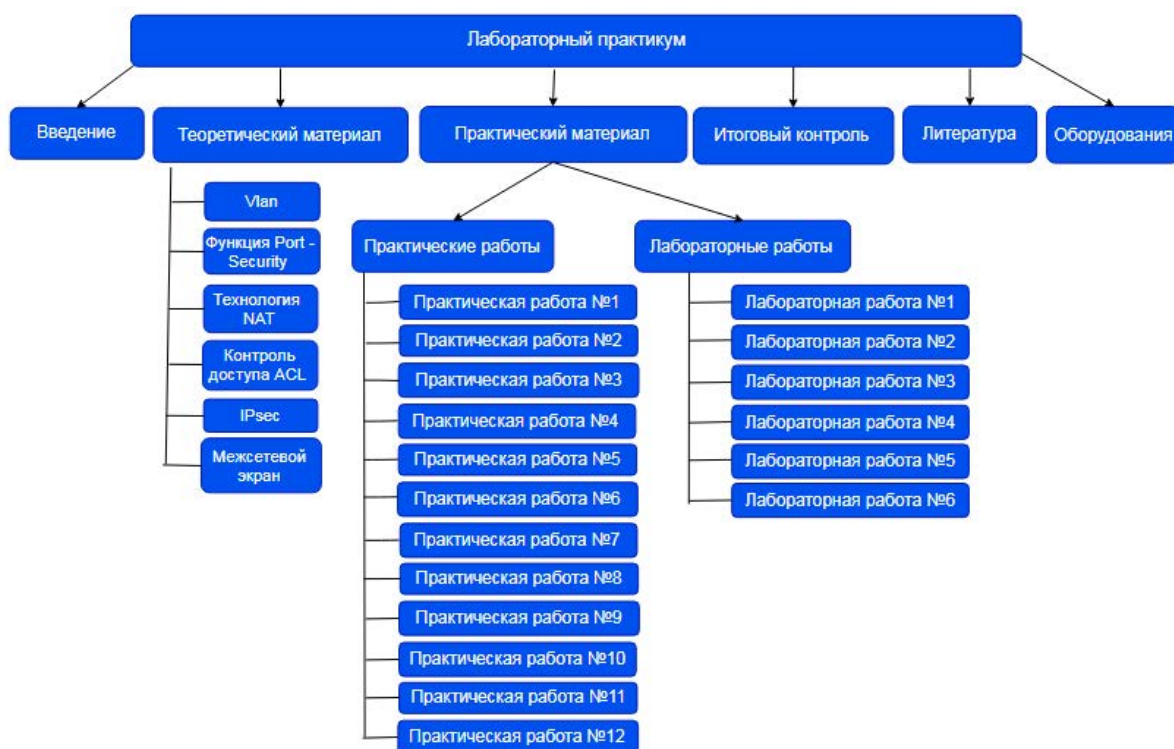 Лабораторный практикум
Введение
Теоретический материал
Практический материал
Итоговый контроль
Литература
Оборудования
Vlan
Функция Port -
Security
Технология
NAT
Контроль
доступа ACL
IPsec
Межсетевой
экран
Практические работы
Практическая работа №1
Практическая работа №2
Практическая работа №3
Практическая работа №4
Практическая работа №5
Практическая работа №6
Практическая работа №7
Практическая работа №8
Практическая работа №9
Практическая работа №10
Практическая работа №11
Практическая работа №12
Лабораторные работы
Лабораторная работа №1
Лабораторная работа №2
Лабораторная работа №3
Лабораторная работа №4
Лабораторная работа №5
Лабораторная работа №6